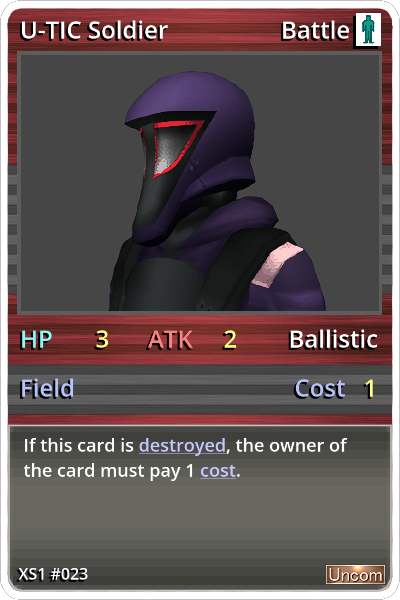 U-TIC Soldier Battle
HP 3 ATK 2 Ballistic
Field Cost 1
If this card is destroyed, the owner of
the card must pay 1 cost.
XS1 #023 Uncom